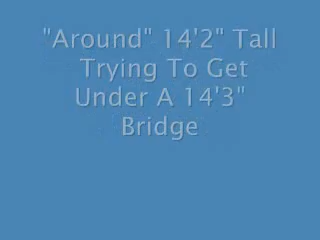 "Around" 14'2" Tall
Trying To Get
Under A 14'3"
Bridge